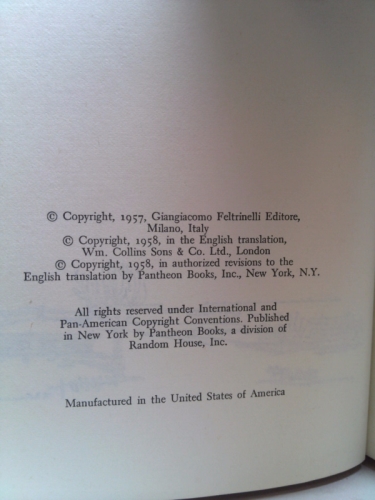 © Copyright, 1957, Giangiacomo Feltrinelli Editore,
Milano, Italy
© Copyright, 1958, in the English translation,
Wm. Collins Sons & Co. Ltd., London
© Copyright, 1958, in authorized revisions to the
English translation by Pantheon Books, Inc., New York, N.Y.
All rights reserved under International and
Pan-American Copyright Conventions. Published
in New York by Pantheon Books, a division of
Random House, Inc.
Manufactured in the United States of America